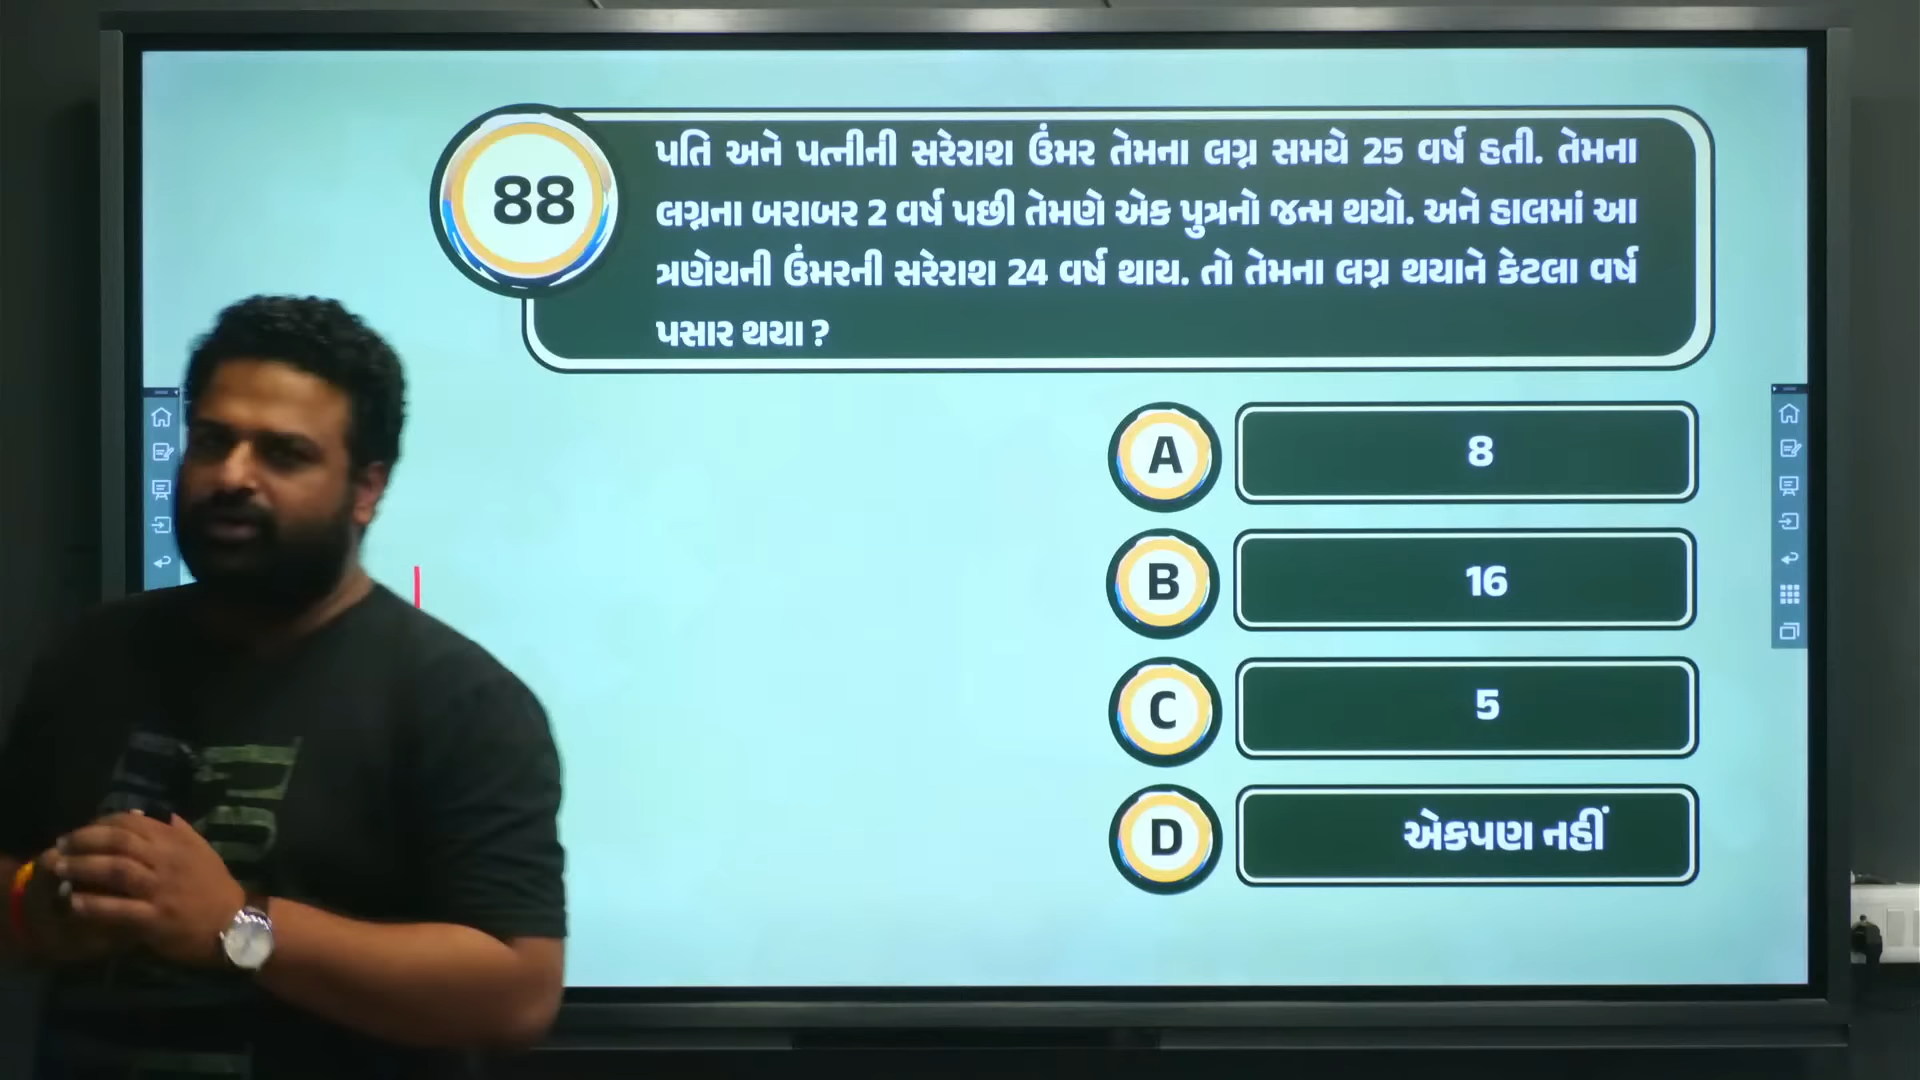 88
પતિ અને પત્નીની સરેરાશ ઉંમર તેમના લગ્ન સમયે 25 વર્ષ હતી. તેમના
લગ્નના બરાબર 2 વર્ષ પછી તેમણે એક પુત્રનો જન્મ થયો. અને હાલમાં આ
ત્રણેયની ઉંમરની સરેરાશ 24 વર્ષ થાય. તો તેમના લગ્ન થયાને કેટલા વર્ષ
પસાર થયા ?
A 8
B 16
C 5
D એકપણ નહીં